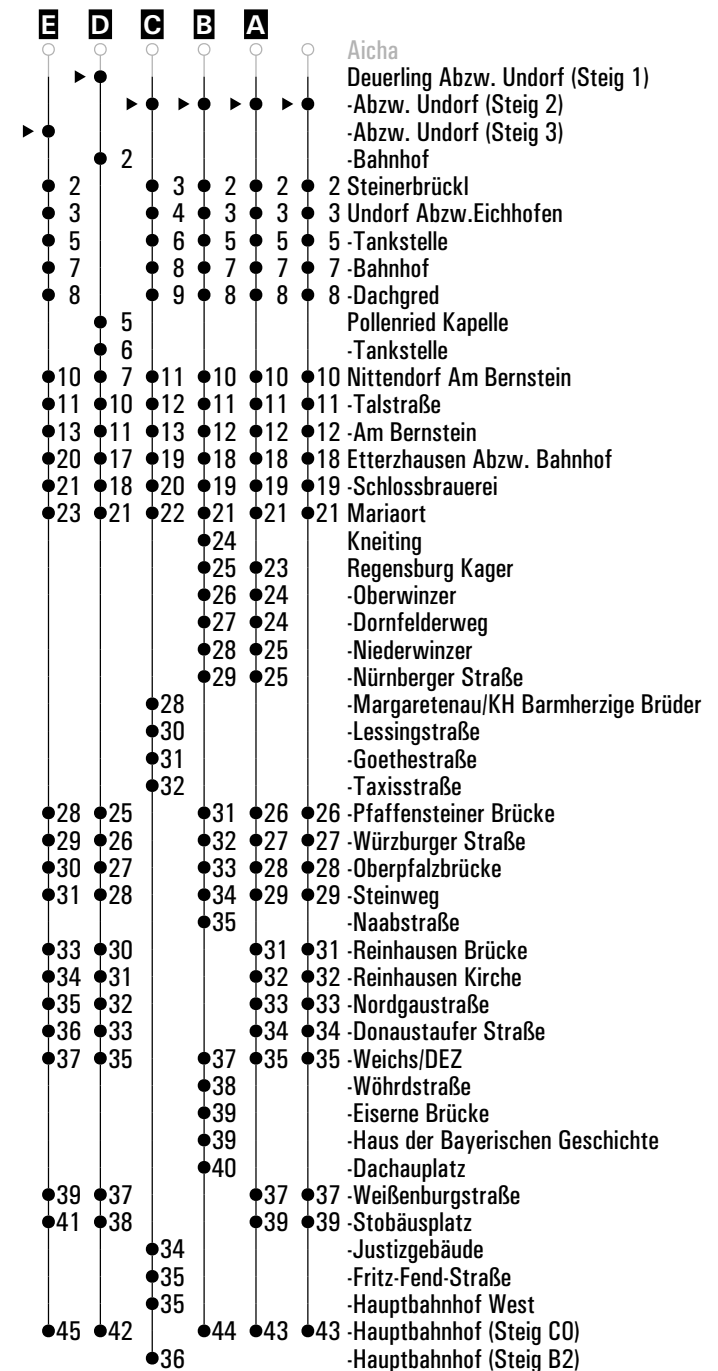 E D C B A
Aicha
Deuerling Abzw. Undorf (Steig 1)
-Abzw. Undorf (Steig 2)
-Abzw. Undorf (Steig 3)
2 -Bahnhof
2 3 2 2 2 Steinerbrückl
3 4 3 3 3 Undorf Abzw.Eichhofen
5 6 5 5 5 -Tankstelle
7 8 7 7 7 -Bahnhof
8 9 8 8 8 -Dachgred
5 Pollenried Kapelle
6 -Tankstelle
10 7 11 10 10 10 Nittendorf Am Bernstein
11 10 12 11 11 11 -Talstraße
13 11 13 12 12 12 -Am Bernstein
20 17 19 18 18 18 Etterzhausen Abzw. Bahnhof
21 18 20 19 19 19 -Schlossbrauerei
23 21 22 21 21 21 Mariaort
24 Kneiting
25 23 Regensburg Kager
26 24 -Oberwinzer
27 24 -Dornfelderweg
28 25 -Niederwinzer
29 25 -Nürnberger Straße
28 -Margaretenau/KH Barmherzige Brüder
30 -Lessingstraße
31 -Goethestraße
32 -Taxisstraße
28 25 31 26 26 -Pfaffensteiner Brücke
29 26 32 27 27 -Würzburger Straße
30 27 33 28 28 -Oberpfalzbrücke
31 28 34 29 29 -Steinweg
35 -Naabstraße
33 30 31 31 -Reinhausen Brücke
34 31 32 32 -Reinhausen Kirche
35 32 33 33 -Nordgaustraße
36 33 34 34 -Donaustaufer Straße
37 35 37 35 35 -Weichs/DEZ
38 -Wöhrdstraße
39 -Eiserne Brücke
39 -Haus der Bayerischen Geschichte
40 -Dachauplatz
39 37 37 37 -Weißenburgstraße
41 38 39 39 -Stobäusplatz
34 -Justizgebäude
35 -Fritz-Fend-Straße
35 -Hauptbahnhof West
45 42 44 43 43 -Hauptbahnhof (Steig C0)
36 -Hauptbahnhof (Steig B2)